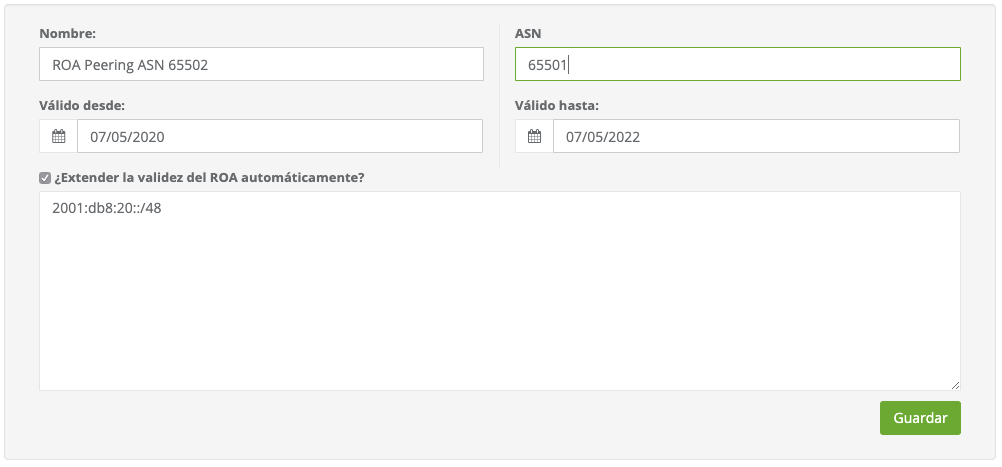 Nombre:
ROA Peering ASN 65502
ASN
65501
Válido desde:
07/05/2020
Válido hasta:
07/05/2022
¿Extender la validez del ROA automáticamente?
2001:db8:20::/48
Guardar